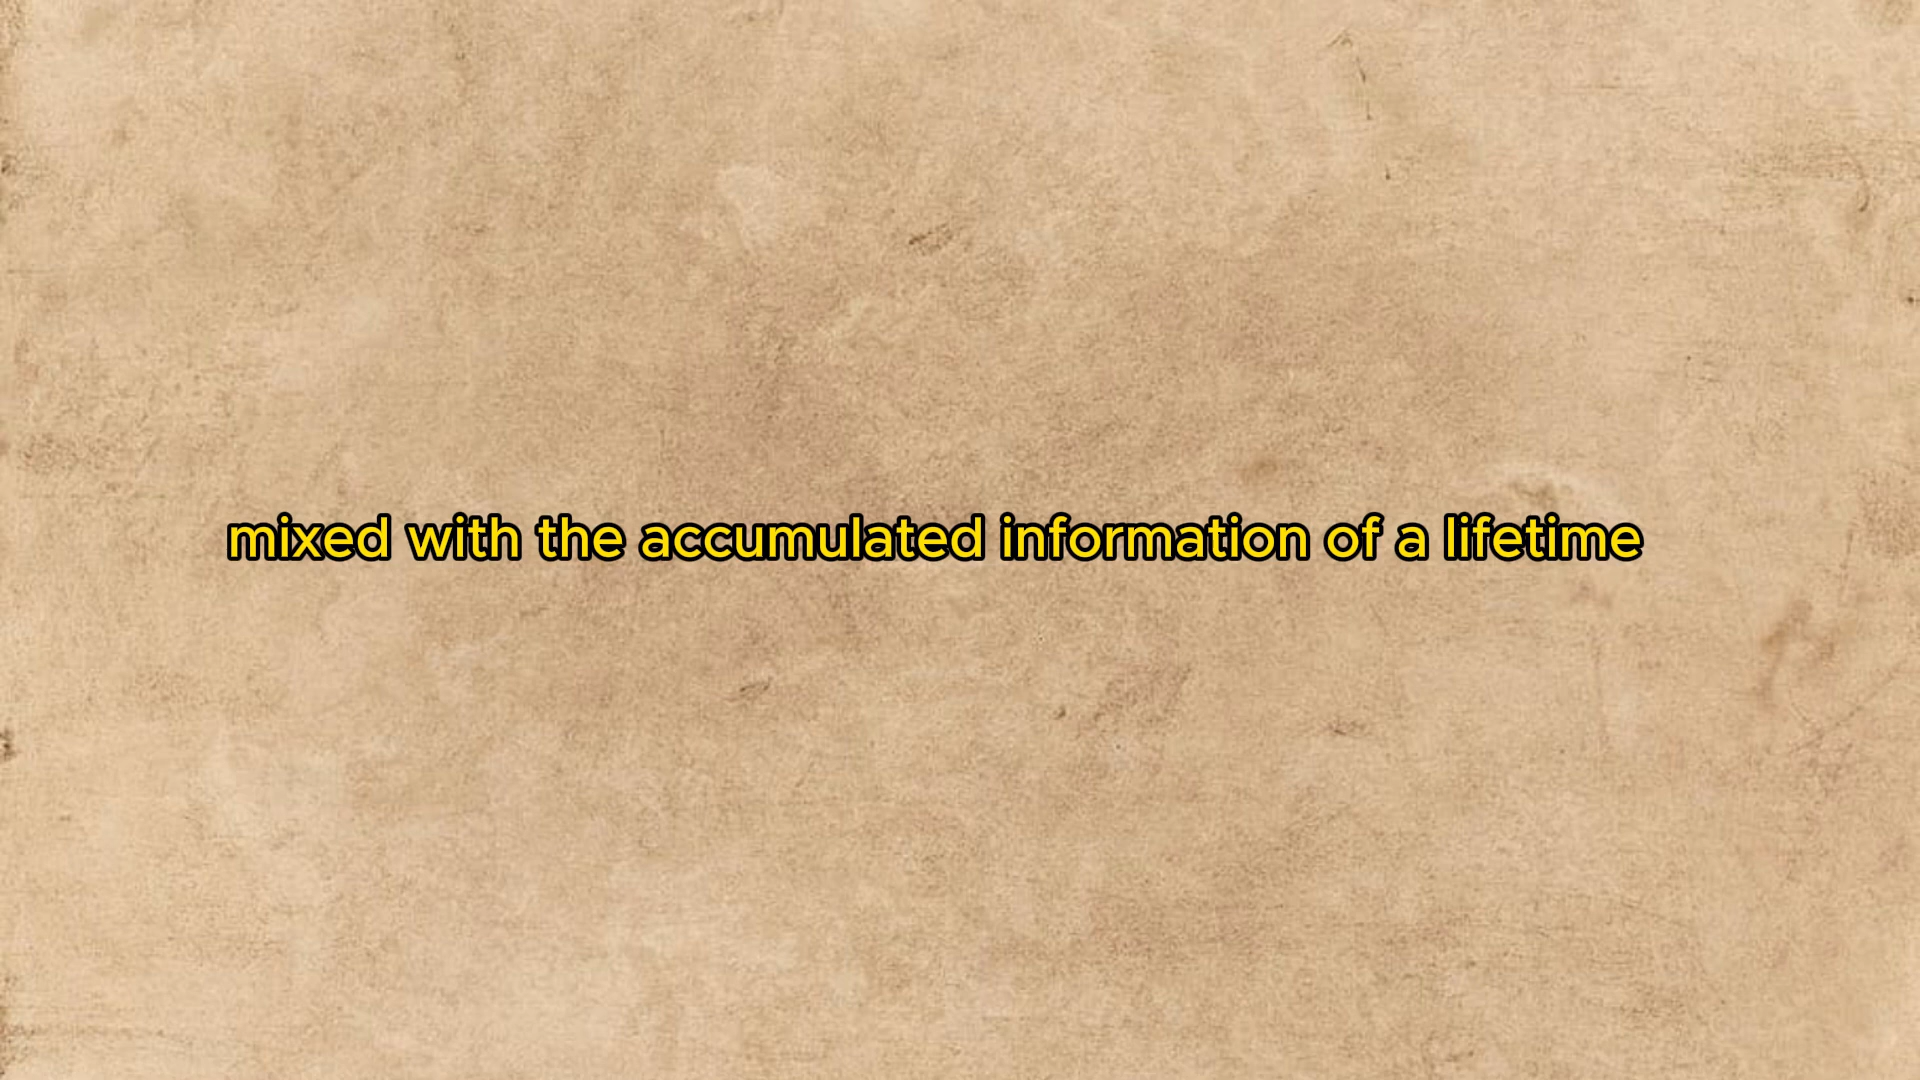 mixed with the accumulated information of a lifetime